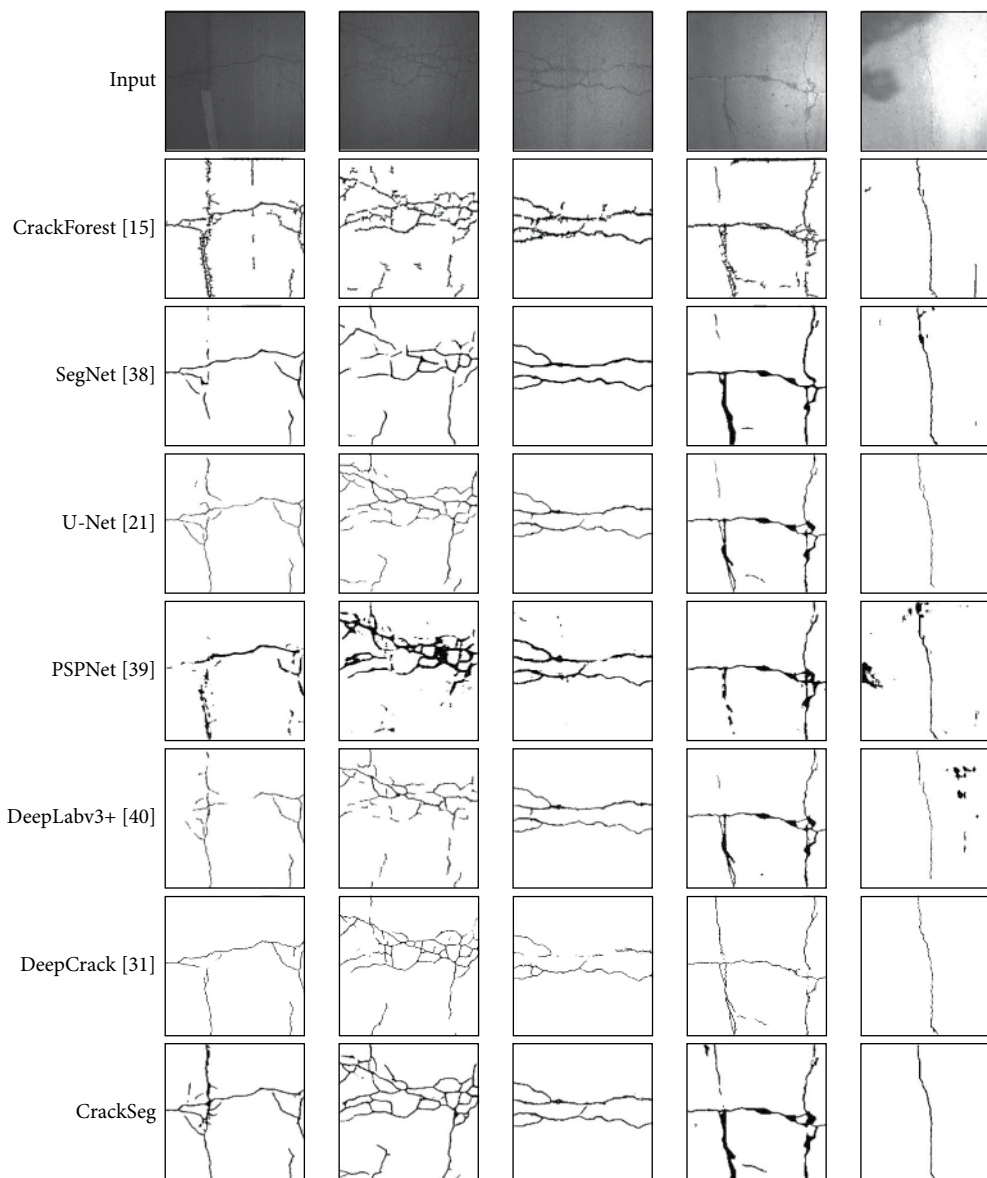 Input
CrackForest [15]
SegNet [38]
U-Net [21]
PSPNet [39]
DeepLabv3+ [40]
DeepCrack [31]
CrackSeg